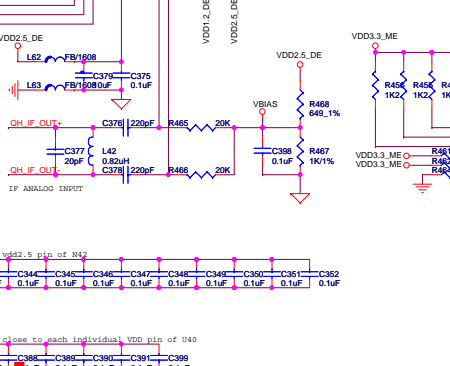 VDD1.2_DE
VDD2.5_DE
VDD2.5_DE
L62 FB/1608
C379 10uF
C375
0.1uF
L63 FB/1608
VDD2.5_DE
VDD3.3_ME
R456
1K2
R455
1K2
R468
649_1%
VBIAS
QH_IF_OUT+
C376 220pF R465 20K
C377
20pF
L42
0.82uH
C398
0.1uF
R467
1K/1%
VDD3.3_ME
VDD3.3_ME
QH_IF_OUT-
C378 220pF R466 20K
IF ANALOG INPUT
vdd2.5 pin of N42
C344 C345 C346 C347 C348 C349 C350 C351 C352
0.1uF 0.1uF 0.1uF 0.1uF 0.1uF 0.1uF 0.1uF 0.1uF 0.1uF
close to each individual VDD pin of U40
C388 C389 C390 C391 C399